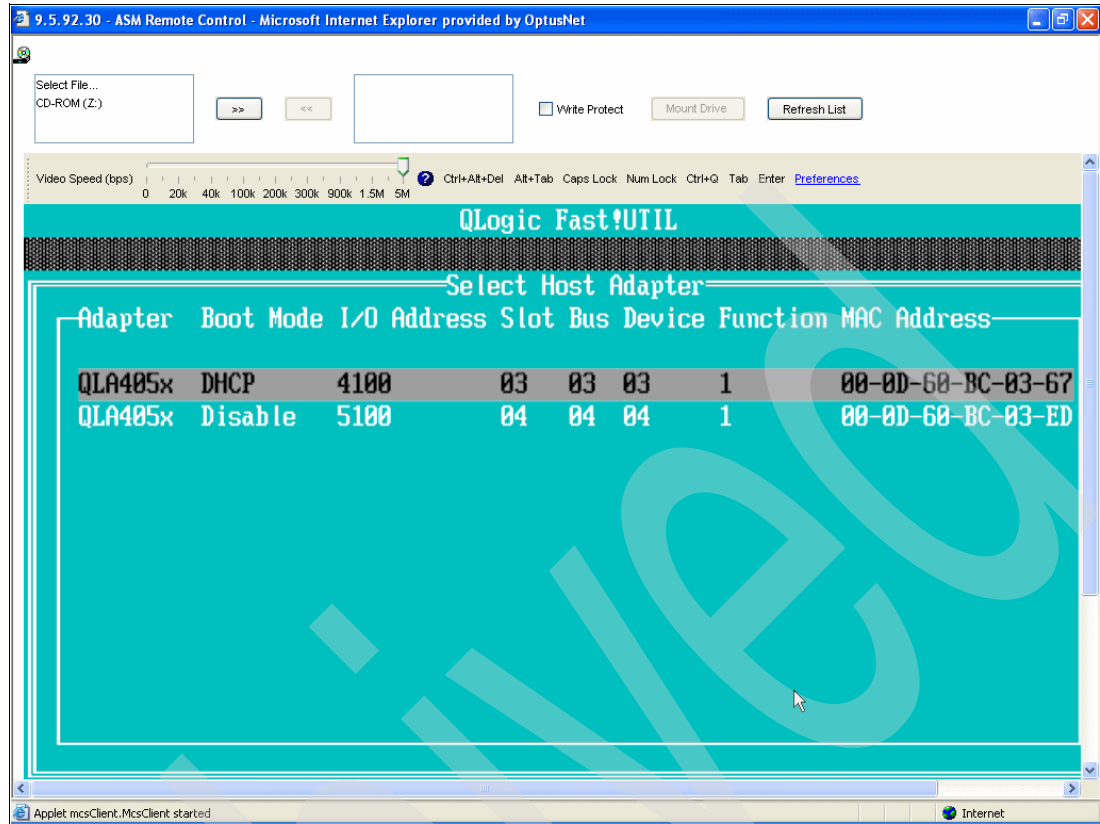 9.5.92.30 - ASM Remote Control - Microsoft Internet Explorer provided by OptusNet
Select File...
CD-ROM (Z:)
>> << Write Protect Mount Drive Refresh List
Video Speed (bps) 0 20k 40k 100k 200k 300k 900k 1.5M 5M ? Ctrl+Alt+Del Alt+Tab Caps Lock Num Lock Ctrl+Q Tab Enter Preferences
QLogic Fast!UTIL
Select Host Adapter
Adapter Boot Mode I/O Address Slot Bus Device Function MAC Address
QLA405x DHCP 4100 03 03 03 1 00-0D-60-BC-03-67
QLA405x Disable 5100 04 04 04 1 00-0D-60-BC-03-ED
Applet mcsClient.McsClient started Internet